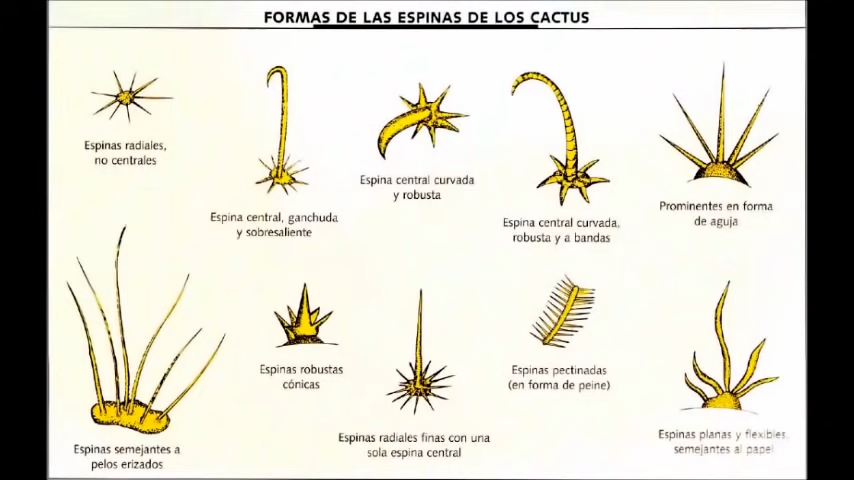 FORMAS DE LAS ESPINAS DE LOS CACTUS
Espinas radiales,
no centrales
Espina central, ganchuda
y sobresaliente
Espina central curvada
y robusta
Espina central curvada,
robusta y a bandas
Prominentes en forma
de aguja
Espinas semejantes a
pelos erizados
Espinas robustas
cónicas
Espinas radiales finas con una
sola espina central
Espinas pectinadas
(en forma de peine)
Espinas planas y flexibles,
semejantes al papel